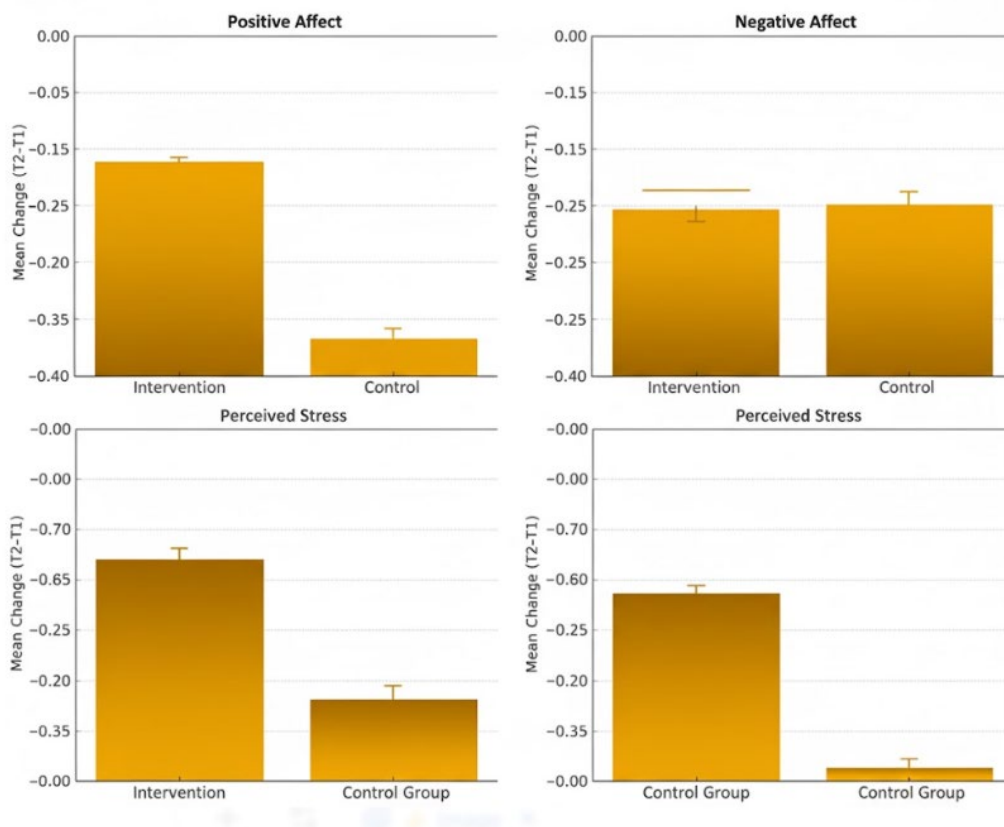 Positive Affect
0.00
−0.05
−0.15
−0.25
−0.20
−0.35
−0.40
Mean Change (T2–T1)
Intervention
Control
Negative Affect
0.00
−0.15
−0.15
−0.25
−0.25
−0.25
−0.40
Mean Change (T2–T1)
Intervention
Control
Perceived Stress
−0.00
−0.00
−0.70
−0.65
−0.25
−0.20
−0.35
−0.00
Mean Change (T2–T1)
Intervention
Control Group
Perceived Stress
−0.00
−0.00
−0.70
−0.60
−0.25
−0.20
−0.35
−0.00
Mean Change (T2–T1)
Control Group
Control Group